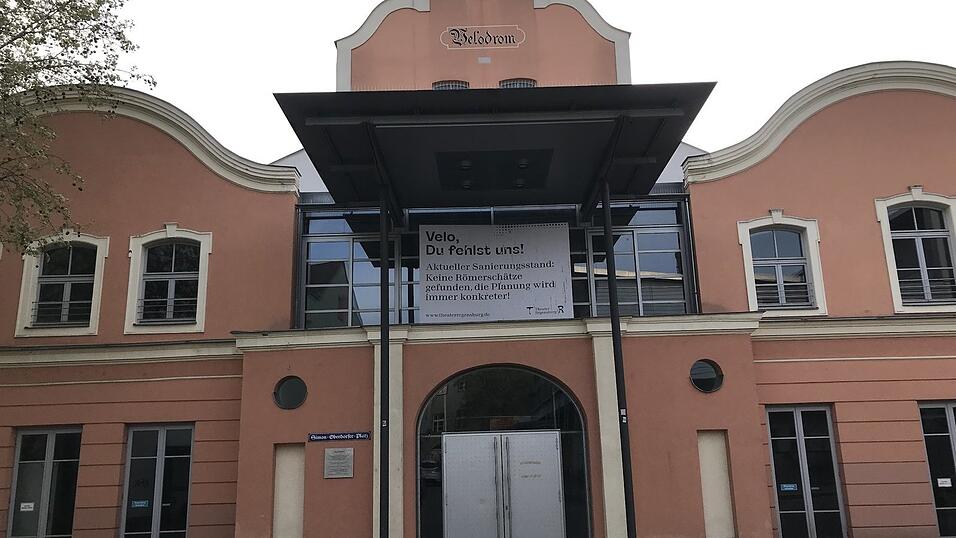 Velodrom
Velo,
Du fehlst uns!
Aktueller Sanierungsstand:
Keine Römerschätze
gefunden, die Planung wird
immer konkreter!
www.theaterregensburg.de
Theater
Regensburg
Simon-Oberdorfer-Platz